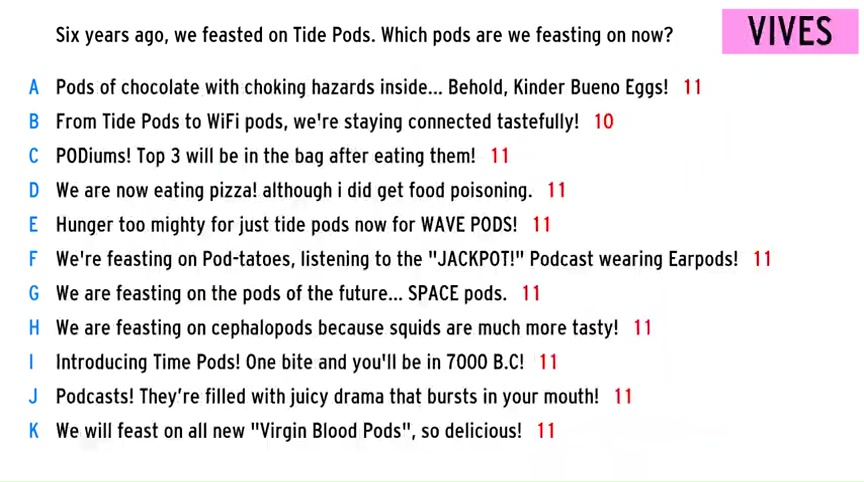 Six years ago, we feasted on Tide Pods. Which pods are we feasting on now?
VIVES
A Pods of chocolate with choking hazards inside... Behold, Kinder Bueno Eggs! 11
B From Tide Pods to WiFi pods, we're staying connected tastefully! 10
C PODiums! Top 3 will be in the bag after eating them! 11
D We are now eating pizza! although i did get food poisoning. 11
E Hunger too mighty for just tide pods now for WAVE PODS! 11
F We're feasting on Pod-tatoes, listening to the "JACKPOT!" Podcast wearing Earpods! 11
G We are feasting on the pods of the future... SPACE pods. 11
H We are feasting on cephalopods because squids are much more tasty! 11
I Introducing Time Pods! One bite and you'll be in 7000 B.C! 11
J Podcasts! They're filled with juicy drama that bursts in your mouth! 11
K We will feast on all new "Virgin Blood Pods", so delicious! 11